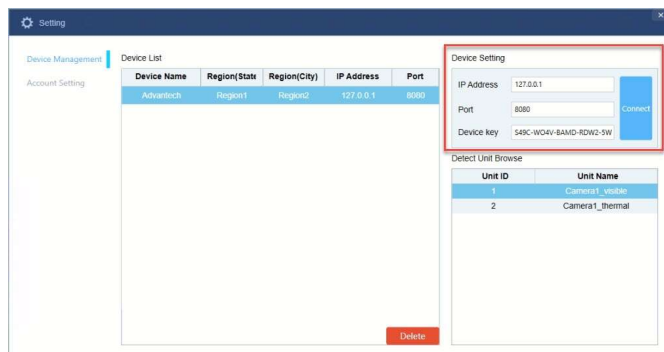 Setting
Device Management
Account Setting
Device List
Device Name Region(State Region(City) IP Address Port
Advantech Region1 Region2 127.0.0.1 8080
Delete
Device Setting
IP Address 127.0.0.1
Port 8080
Device key S49C-WO4V-BAMD-RDW2-5W
Connect
Detect Unit Browse
Unit ID Unit Name
1 Camera1_visible
2 Camera1_thermal